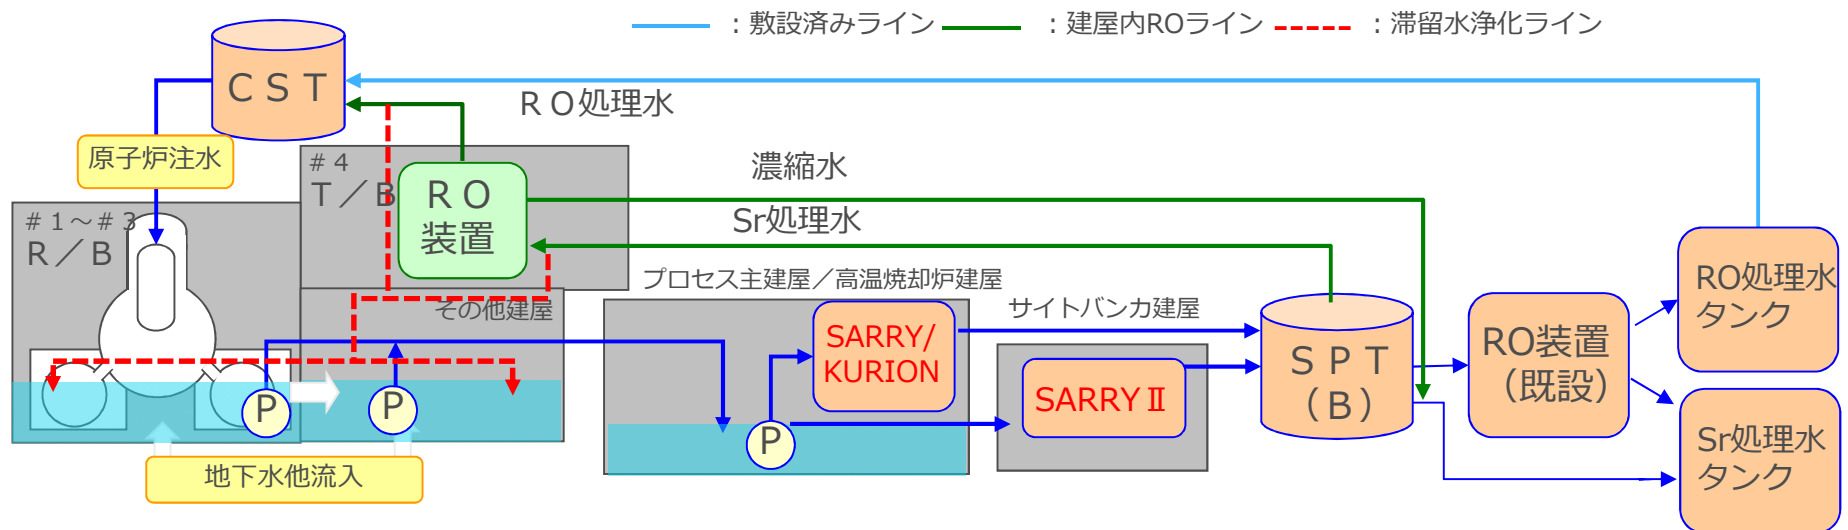 ：敷設済みライン
：建屋内ROライン
：滞留水浄化ライン
ＣＳＴ
ＲＯ処理水
原子炉注水
＃４
Ｔ／Ｂ
ＲＯ
装置
濃縮水
Sr処理水
＃１～＃３
Ｒ／Ｂ
その他建屋
プロセス主建屋／高温焼却炉建屋
サイトバンカ建屋
SARRY/
KURION
SARRYⅡ
ＳＰＴ
（Ｂ）
RO装置
（既設）
RO処理水
タンク
Sr処理水
タンク
P
P
P
地下水他流入